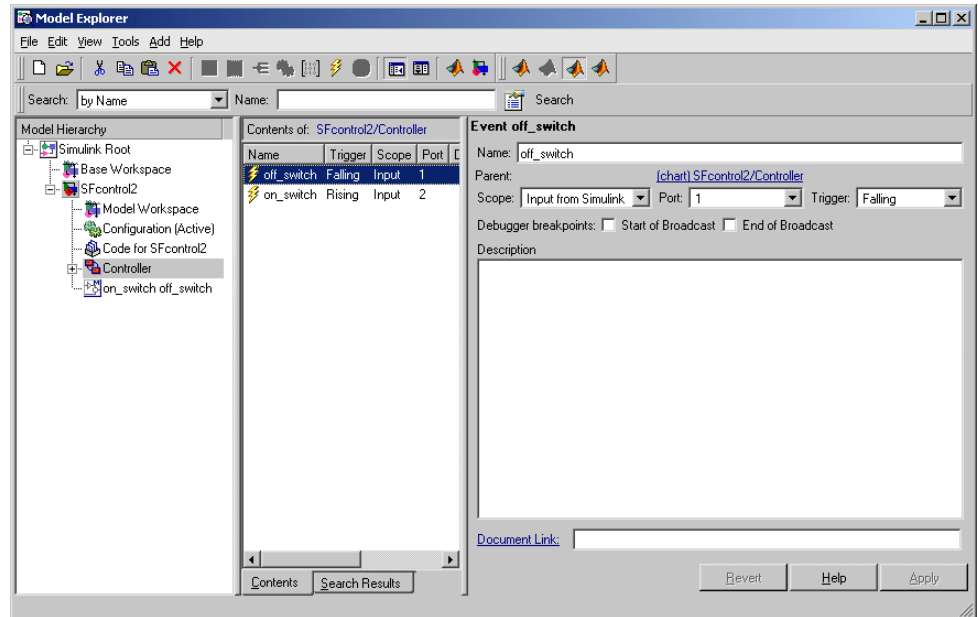 Model Explorer
File Edit View Tools Add Help
Search: by Name Name: Search
Model Hierarchy
Simulink Root
Base Workspace
SFcontrol2
Model Workspace
Configuration (Active)
Code for SFcontrol2
Controller
on_switch off_switch
Contents of: SFcontrol2/Controller
Name Trigger Scope Port D
off_switch Falling Input 1
on_switch Rising Input 2
Contents Search Results
Event off_switch
Name: off_switch
Parent: (chart) SFcontrol2/Controller
Scope: Input from Simulink Port: 1 Trigger: Falling
Debugger breakpoints: Start of Broadcast End of Broadcast
Description
Document Link:
Revert Help Apply